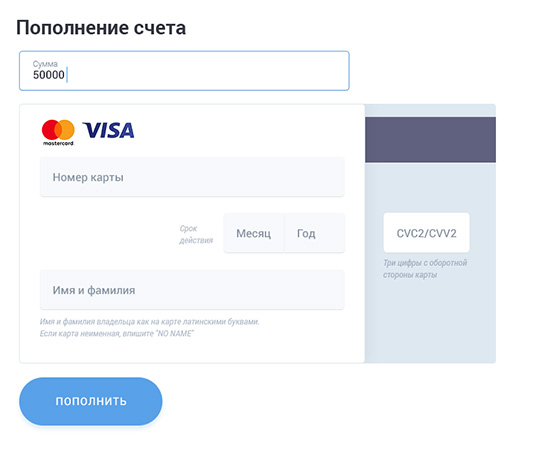 Пополнение счета
Сумма
50000
mastercard VISA
Номер карты
Срок
действия
Месяц Год
CVC2/CVV2
Три цифры с оборотной
стороны карты
Имя и фамилия
Имя и фамилия владельца как на карте латинскими буквами.
Если карта неименная, впишите "NO NAME"
ПОПОЛНИТЬ